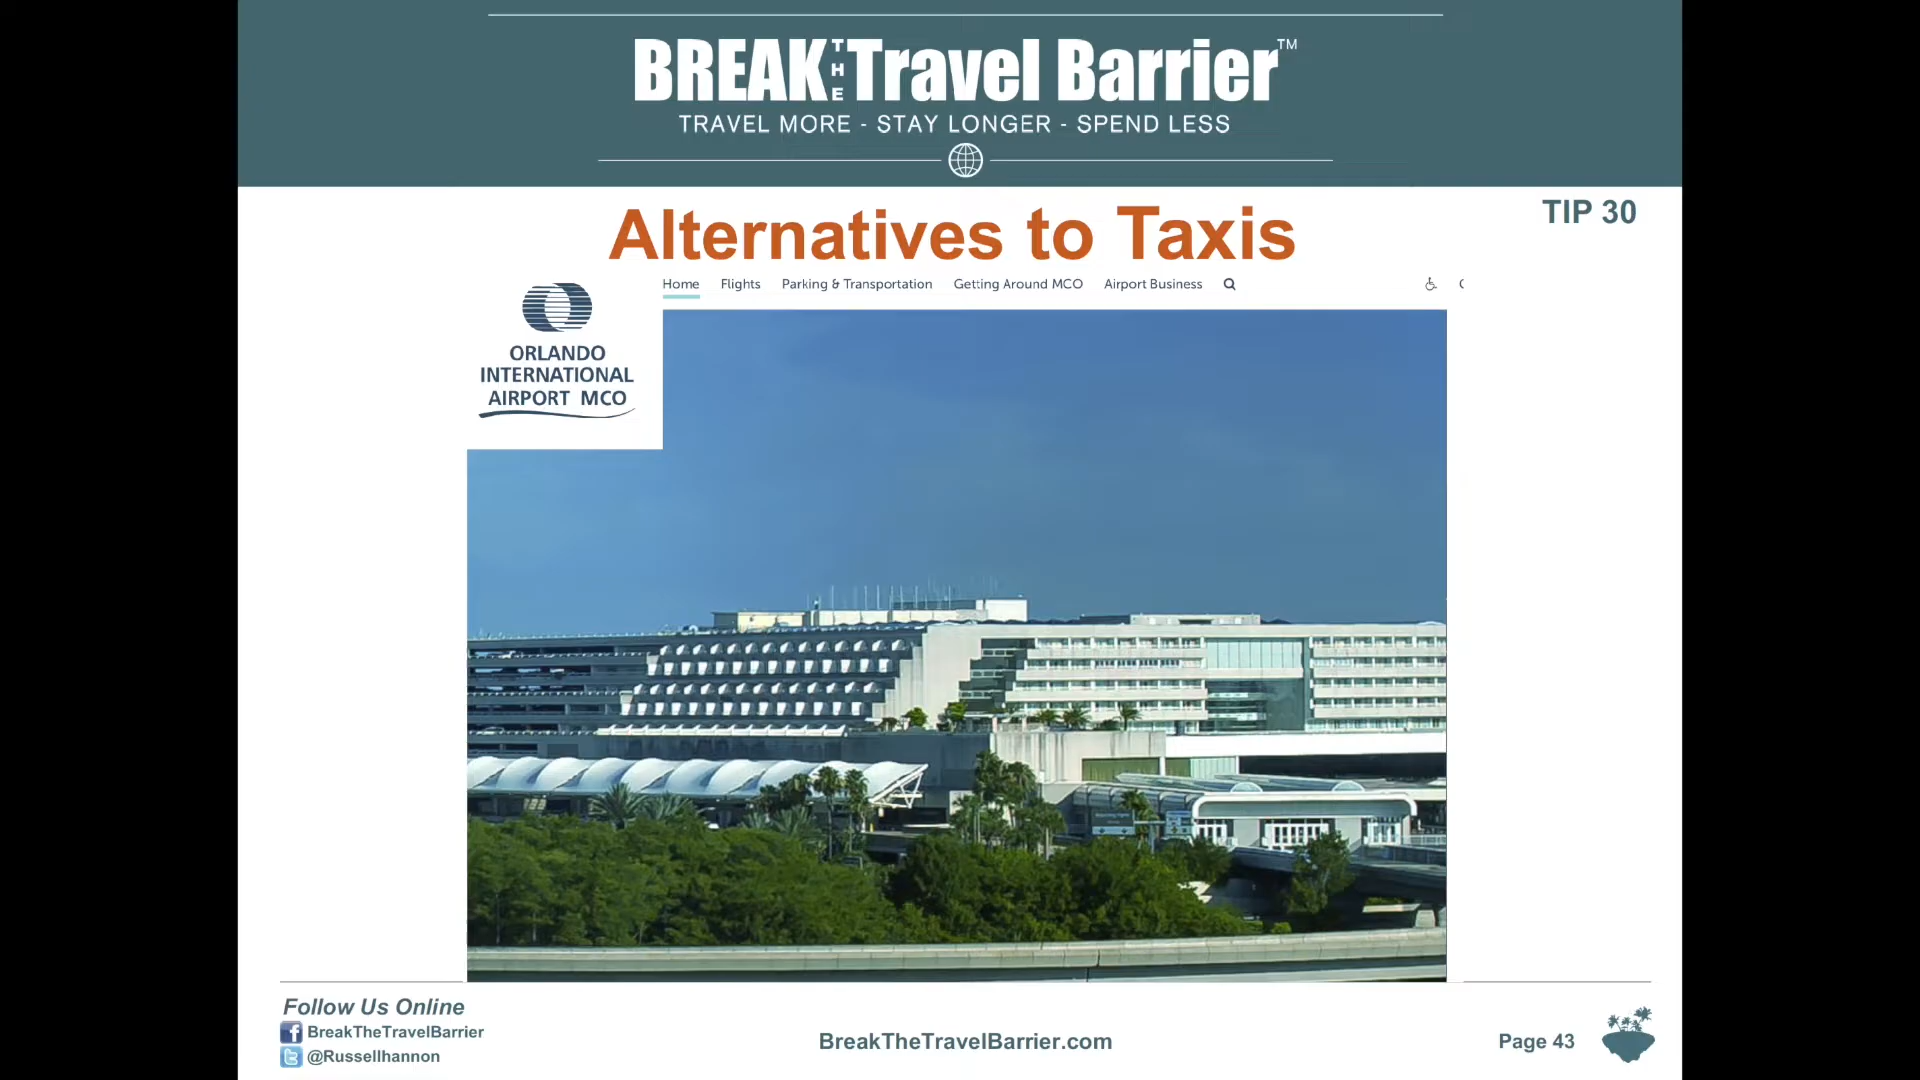 BREAK THE Travel Barrier™
TRAVEL MORE - STAY LONGER - SPEND LESS
Alternatives to Taxis
TIP 30
Home Flights Parking & Transportation Getting Around MCO Airport Business
ORLANDO
INTERNATIONAL
AIRPORT MCO
Follow Us Online
BreakTheTravelBarrier
@Russellhannon
BreakTheTravelBarrier.com
Page 43